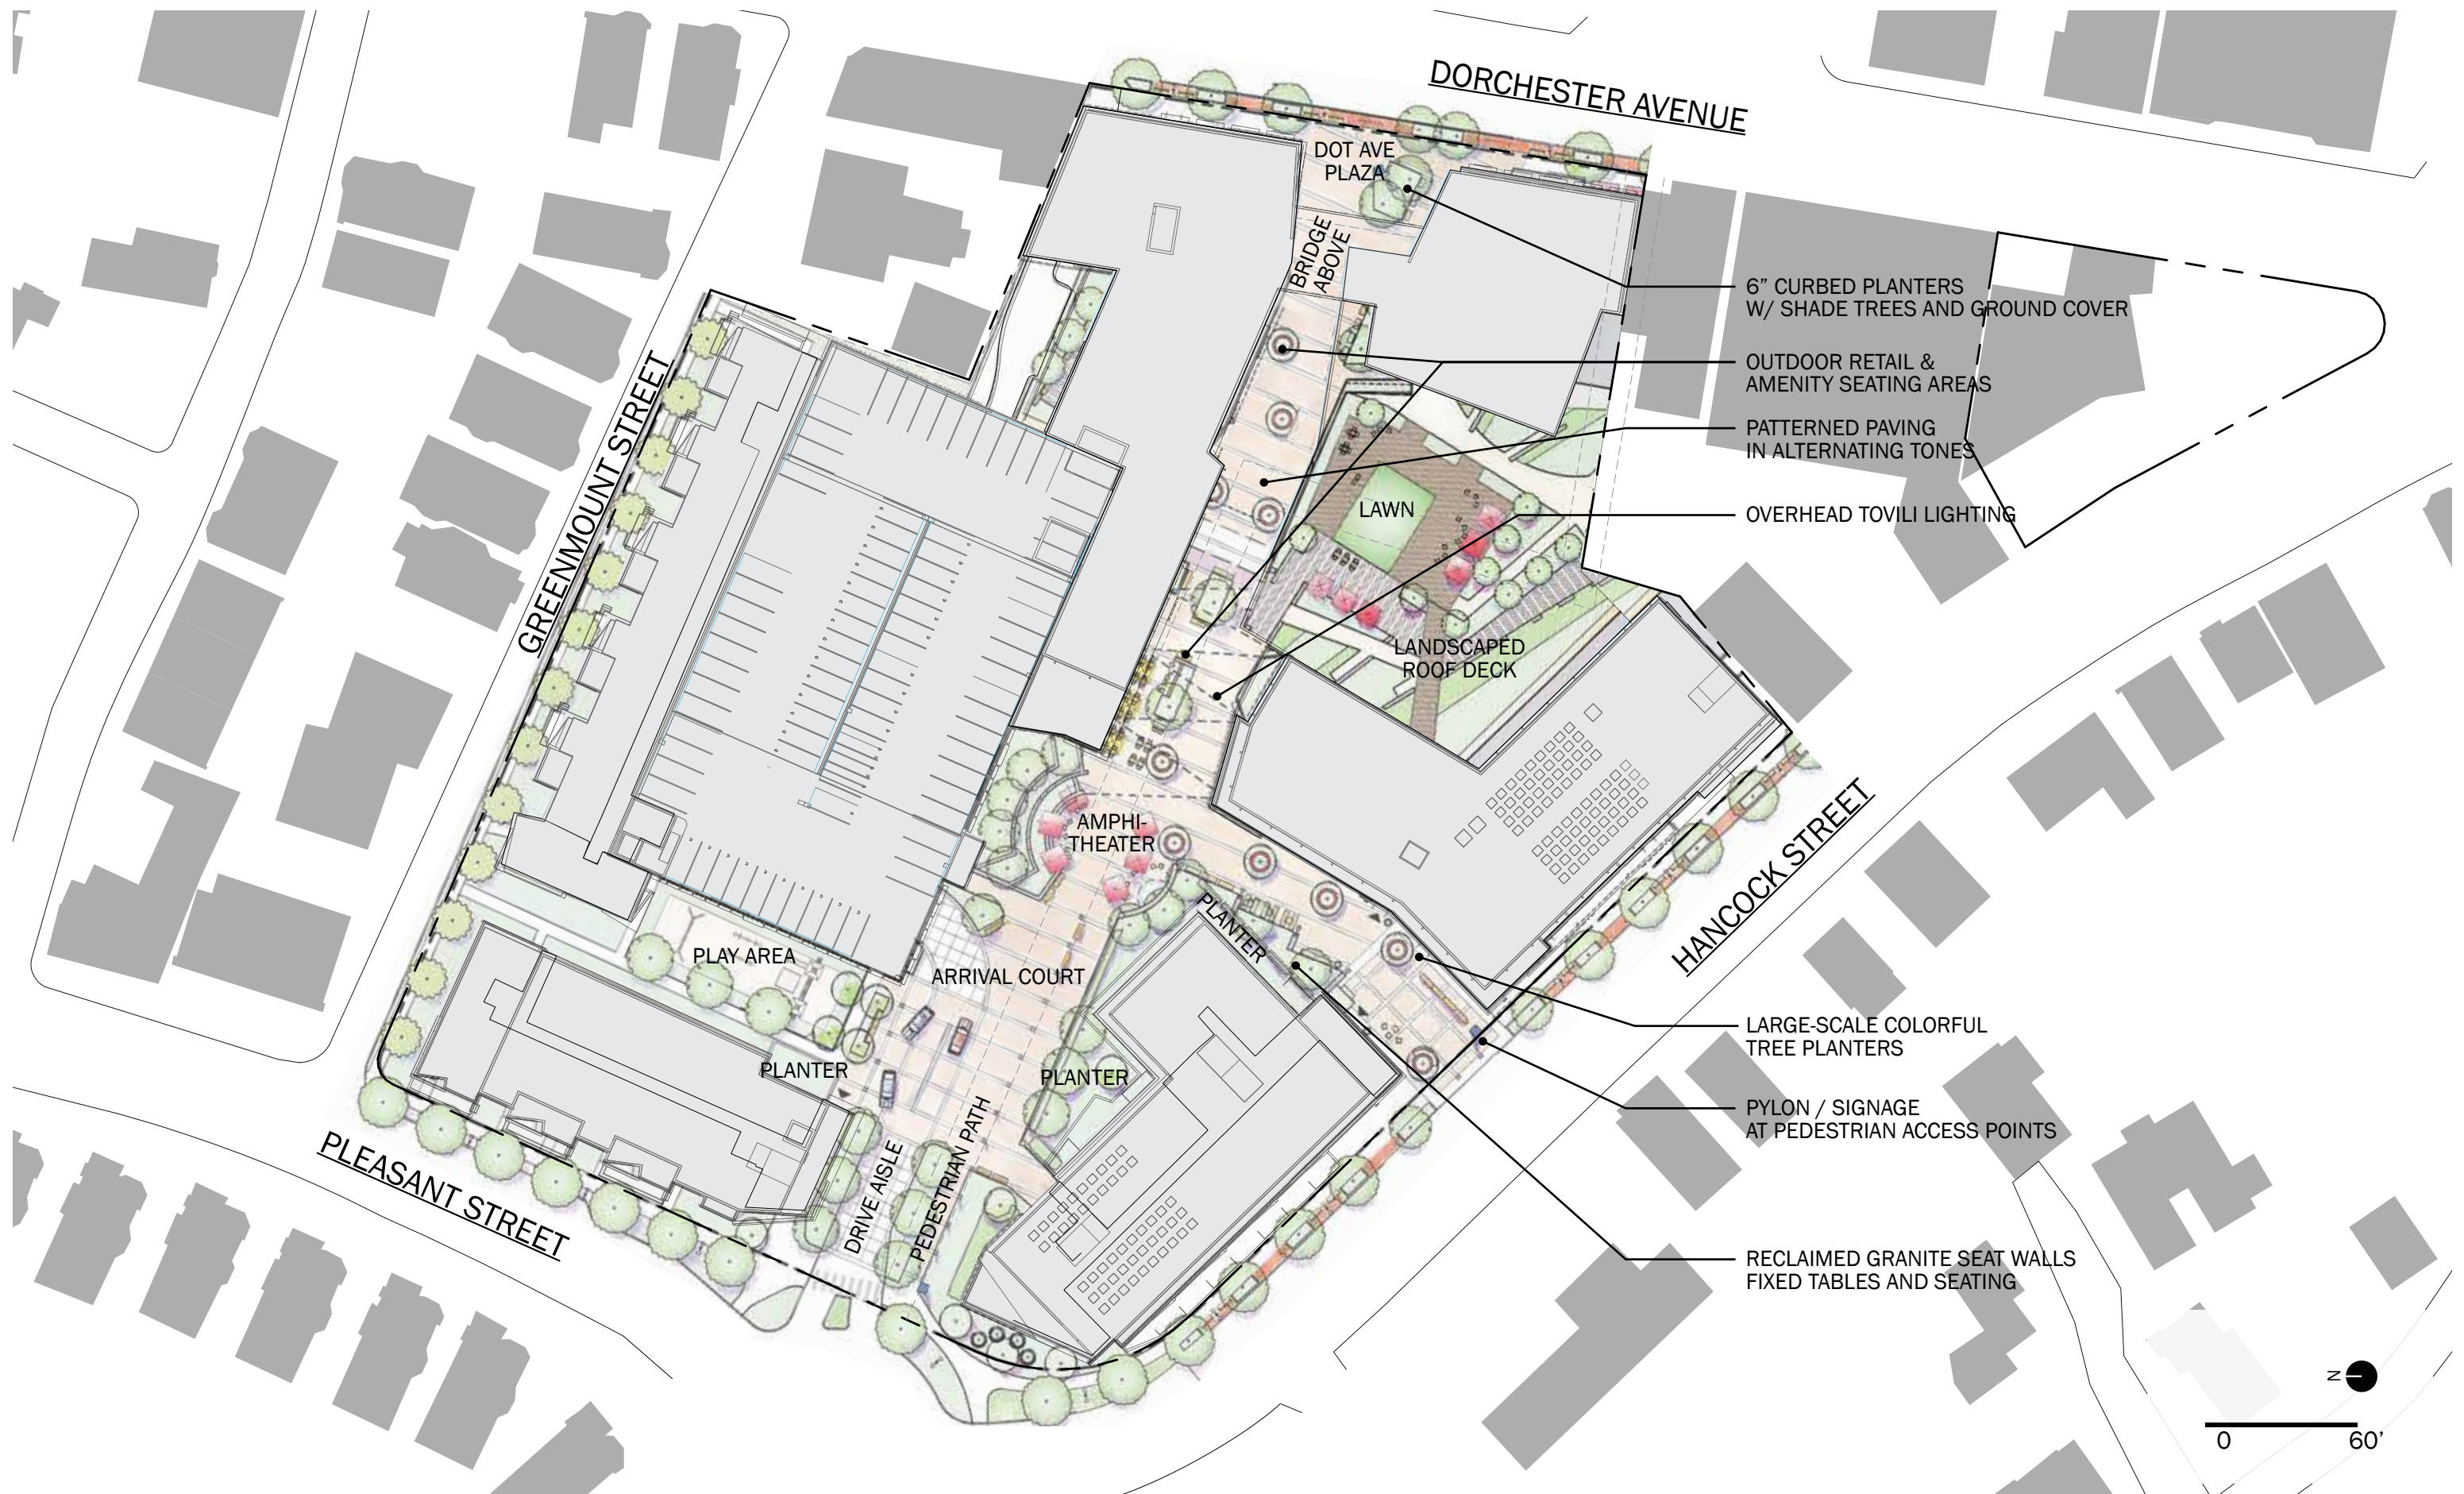 DORCHESTER AVENUE
DOT AVE
PLAZA
BRIDGE
ABOVE
6” CURBED PLANTERS
W/ SHADE TREES AND GROUND COVER
OUTDOOR RETAIL &
AMENITY SEATING AREAS
PATTERNED PAVING
IN ALTERNATING TONES
OVERHEAD TOVILI LIGHTING
GREENMOUNT STREET
LAWN
LANDSCAPED
ROOF DECK
AMPHI-
THEATER
HANCOCK STREET
PLANTER
PLAY AREA
ARRIVAL COURT
PLANTER
PLANTER
LARGE-SCALE COLORFUL
TREE PLANTERS
PYLON / SIGNAGE
AT PEDESTRIAN ACCESS POINTS
PLEASANT STREET
DRIVE AISLE
PEDESTRIAN PATH
RECLAIMED GRANITE SEAT WALLS
FIXED TABLES AND SEATING
N
0 60’